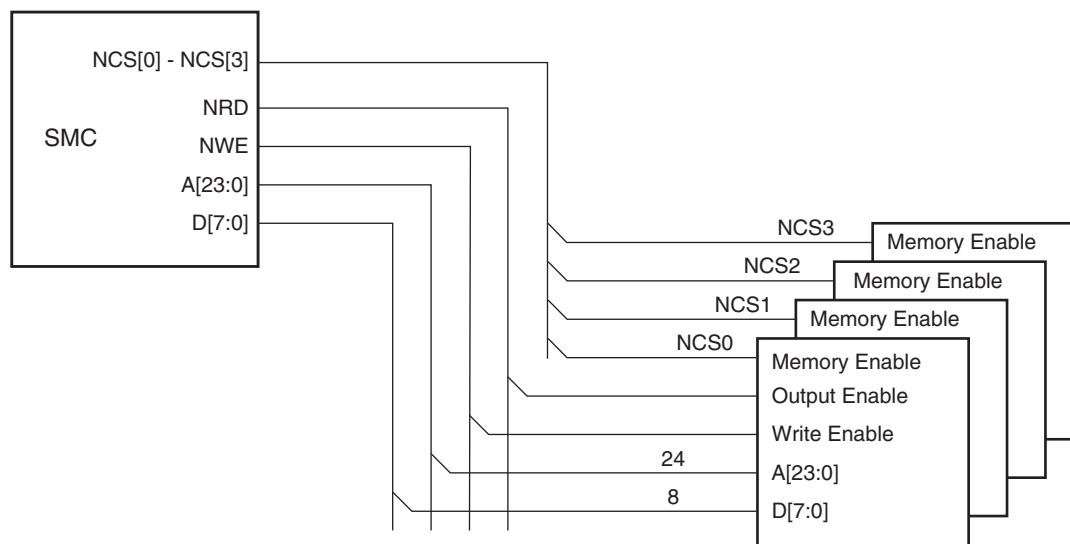 NCS[0] - NCS[3]
NRD
SMC
NWE
A[23:0]
D[7:0]
NCS3
Memory Enable
NCS2
Memory Enable
NCS1
Memory Enable
NCS0
Memory Enable
Output Enable
Write Enable
24
A[23:0]
8
D[7:0]